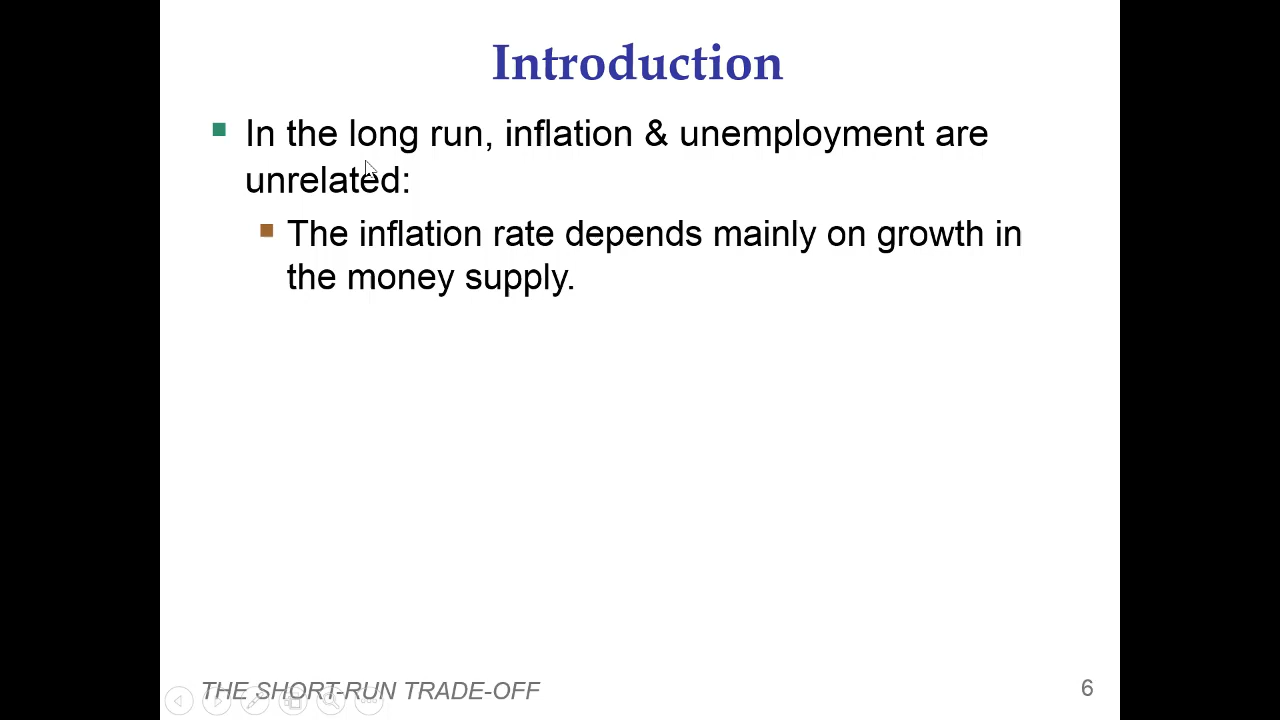 Introduction
In the long run, inflation & unemployment are
unrelated:
The inflation rate depends mainly on growth in
the money supply.
THE SHORT-RUN TRADE-OFF
6